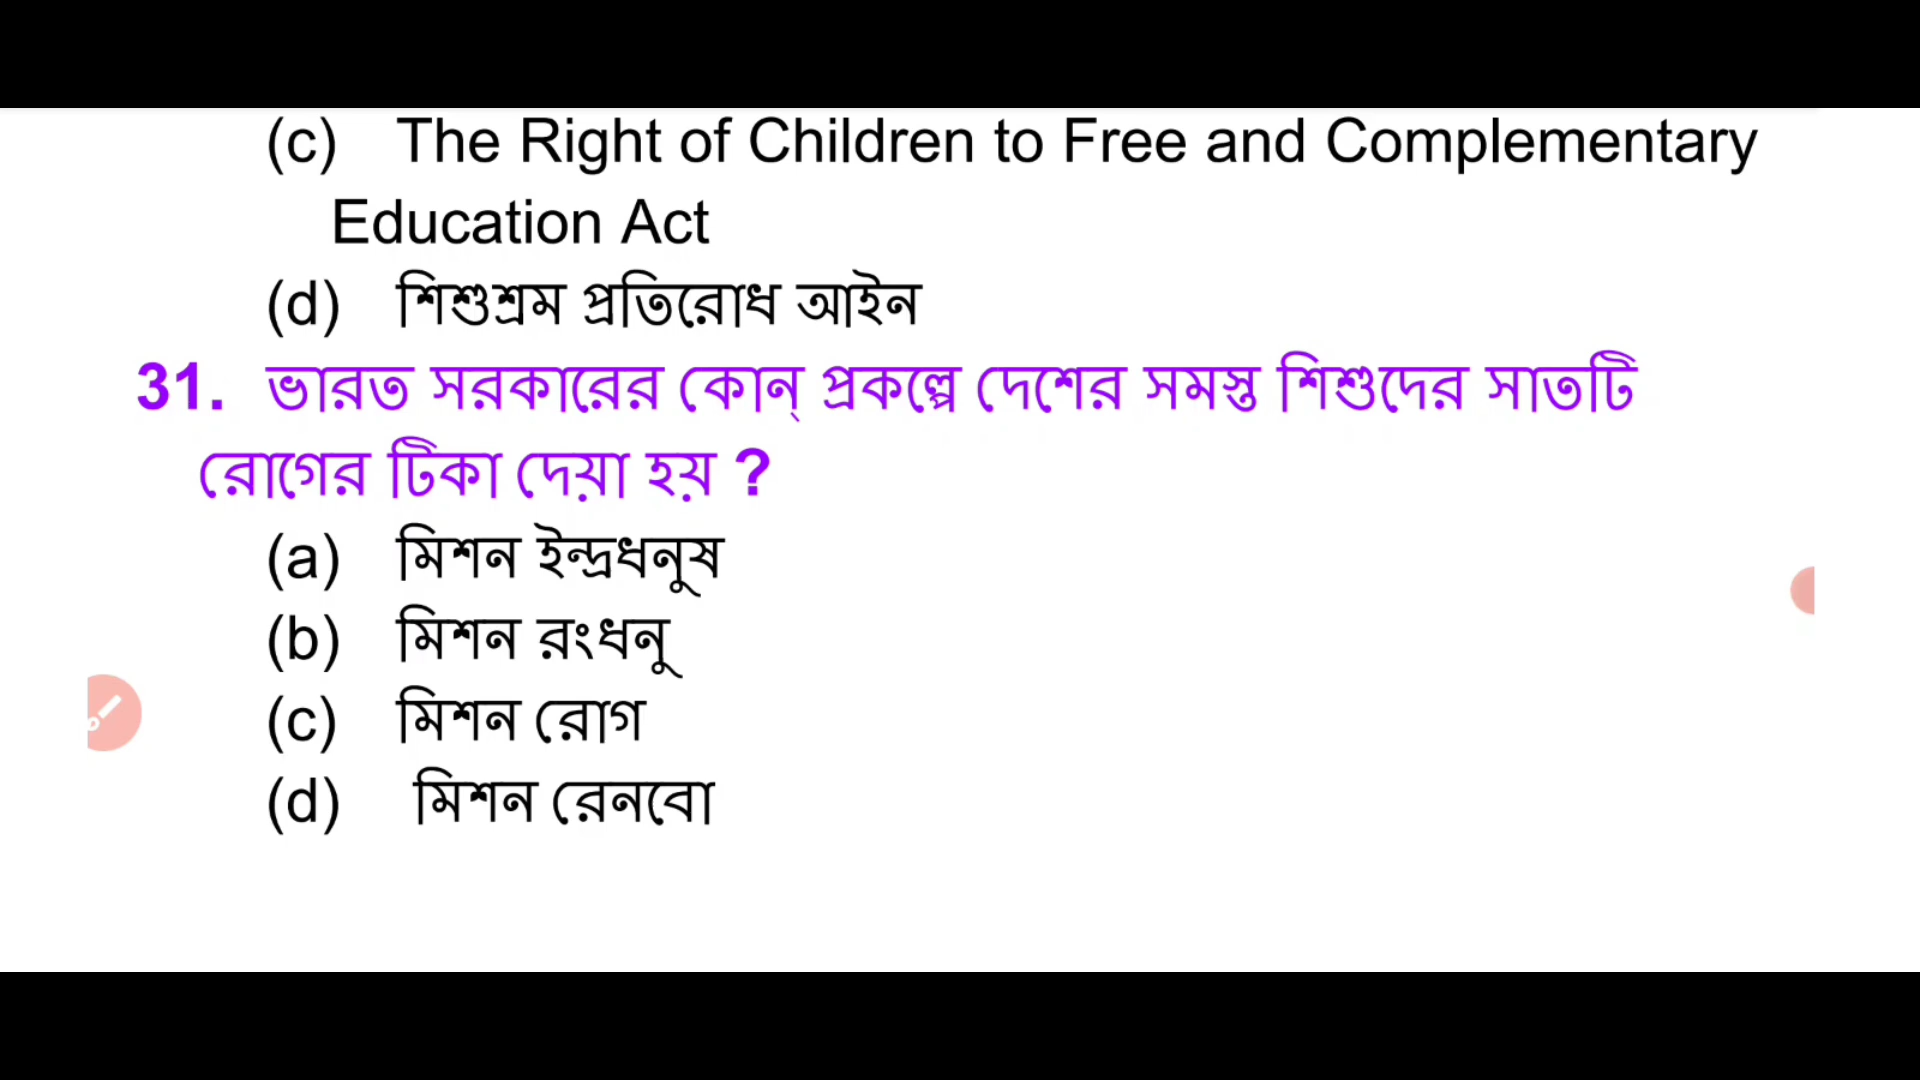 (c) The Right of Children to Free and Complementary
Education Act
(d) শিশুশ্রম প্রতিরোধ আইন
31. ভারত সরকারের কোন্ প্রকল্পে দেশের সমস্ত শিশুদের সাতটি
রোগের টিকা দেয়া হয় ?
(a) মিশন ইন্দ্রধনুষ
(b) মিশন রংধনু
(c) মিশন রোগ
(d) মিশন রেনবো